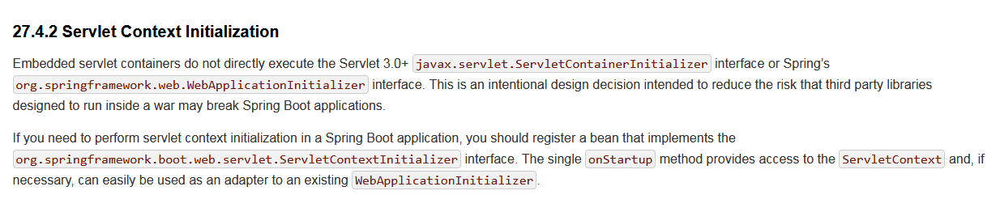 27.4.2 Servlet Context Initialization
Embedded servlet containers do not directly execute the Servlet 3.0+ javax.servlet.ServletContainerInitializer interface or Spring’s
org.springframework.web.WebApplicationInitializer interface. This is an intentional design decision intended to reduce the risk that third party libraries
designed to run inside a war may break Spring Boot applications.
If you need to perform servlet context initialization in a Spring Boot application, you should register a bean that implements the
org.springframework.boot.web.servlet.ServletContextInitializer interface. The single onStartup method provides access to the ServletContext and, if
necessary, can easily be used as an adapter to an existing WebApplicationInitializer.